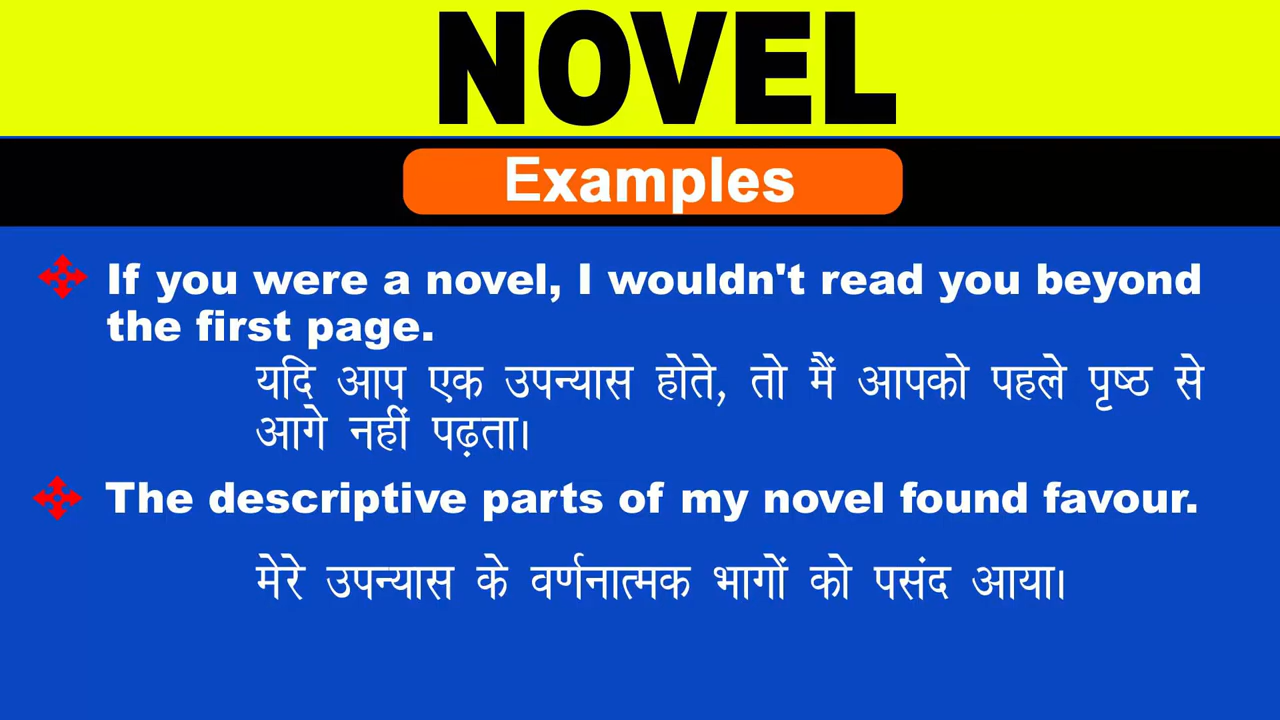 NOVEL
Examples
If you were a novel, I wouldn't read you beyond
the first page.
यदि आप एक उपन्यास होते, तो मैं आपको पहले पृष्ठ से
आगे नहीं पढ़ता।
The descriptive parts of my novel found favour.
मेरे उपन्यास के वर्णनात्मक भागों को पसंद आया।